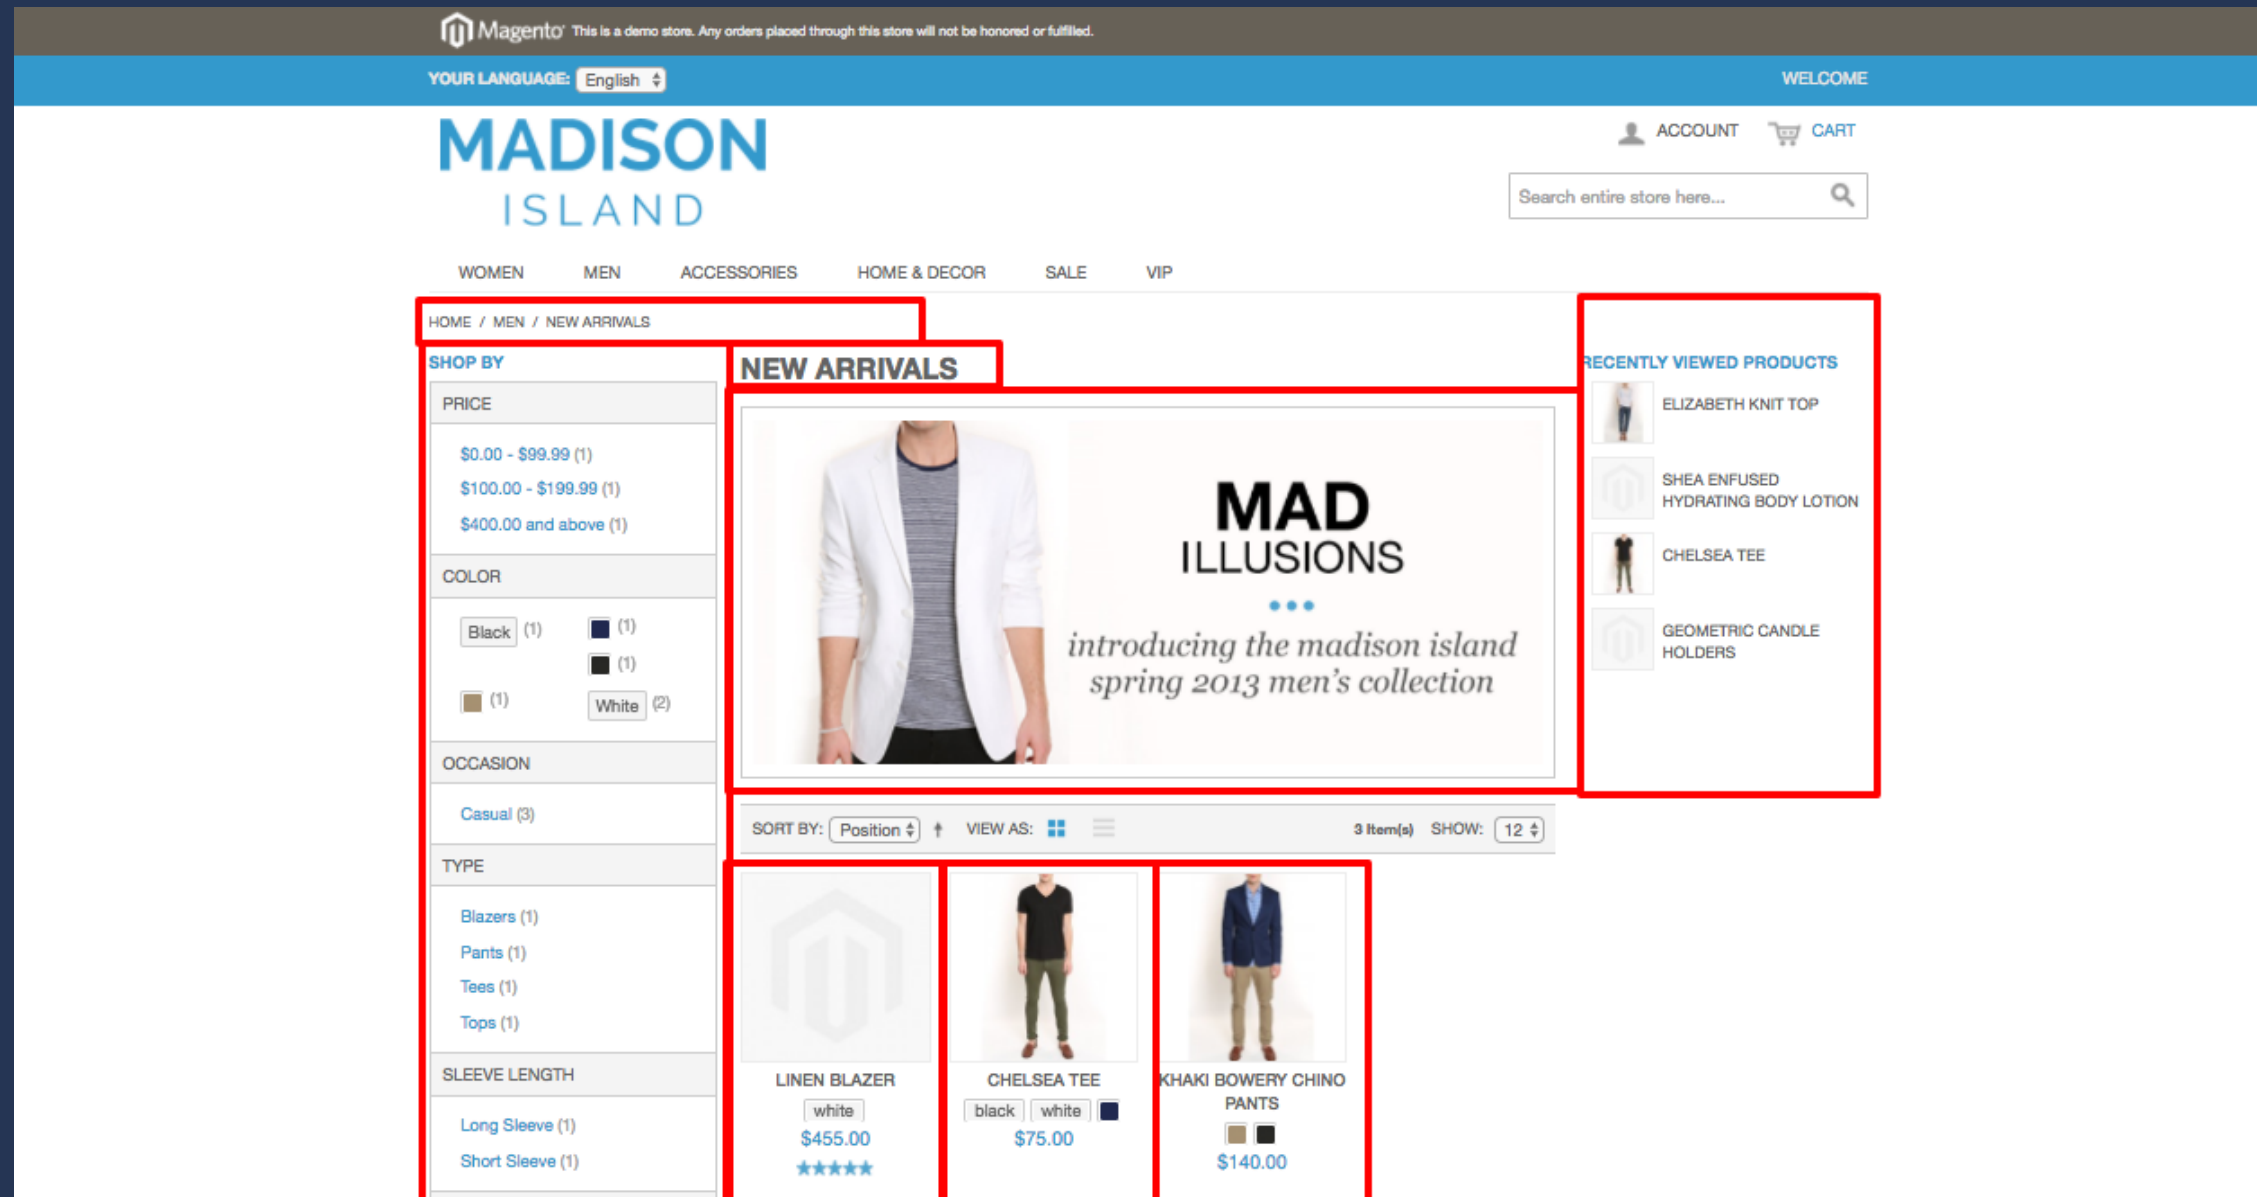 Magento This is a demo store. Any orders placed through this store will not be honored or fulfilled.
YOUR LANGUAGE: English
WELCOME
MADISON
ISLAND
ACCOUNT CART
Search entire store here...
WOMEN MEN ACCESSORIES HOME & DECOR SALE VIP
HOME / MEN / NEW ARRIVALS
SHOP BY
PRICE
$0.00 - $99.99 (1)
$100.00 - $199.99 (1)
$400.00 and above (1)
COLOR
Black (1) (1)
(1)
(1) White (2)
OCCASION
Casual (3)
TYPE
Blazers (1)
Pants (1)
Tees (1)
Tops (1)
SLEEVE LENGTH
Long Sleeve (1)
Short Sleeve (1)
NEW ARRIVALS
MAD
ILLUSIONS
introducing the madison island
spring 2013 men's collection
SORT BY: Position VIEW AS: 3 Item(s) SHOW: 12
LINEN BLAZER
white
$455.00
CHELSEA TEE
black white
$75.00
KHAKI BOWERY CHINO
PANTS
$140.00
RECENTLY VIEWED PRODUCTS
ELIZABETH KNIT TOP
SHEA ENFUSED
HYDRATING BODY LOTION
CHELSEA TEE
GEOMETRIC CANDLE
HOLDERS